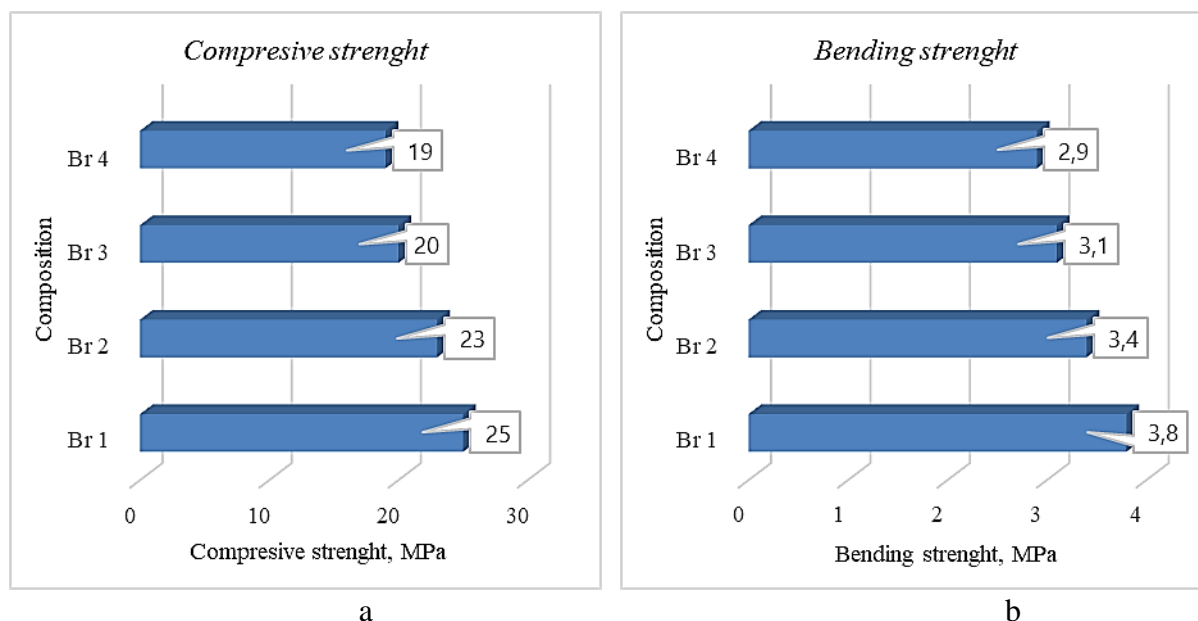 Compresive strenght
Composition
Br 4
19
Br 3
20
Br 2
23
Br 1
25
0 10 20 30
Compresive strenght, MPa
a
Bending strenght
Composition
Br 4
2,9
Br 3
3,1
Br 2
3,4
Br 1
3,8
0 1 2 3 4
Bending strenght, MPa
b